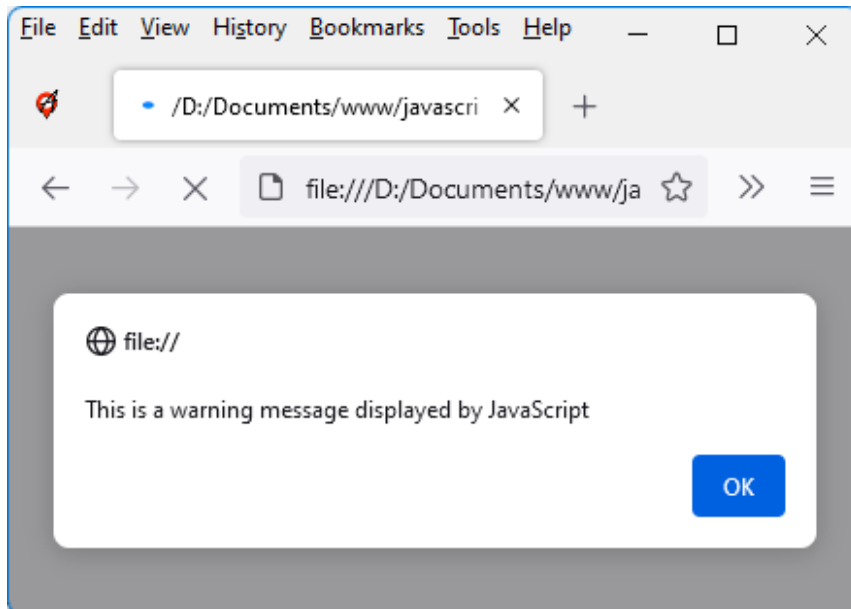 File Edit View History Bookmarks Tools Help
/D:/Documents/www/javascri
file:///D:/Documents/www/ja
file://
This is a warning message displayed by JavaScript
OK